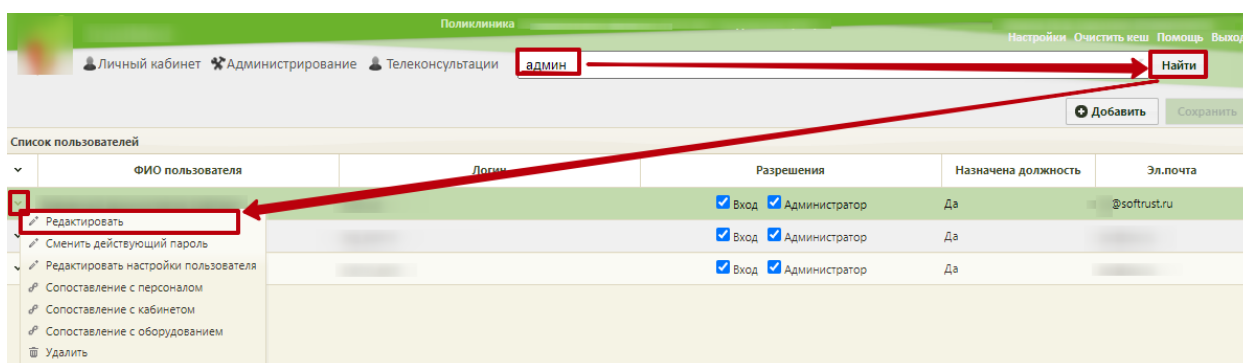 Поликлиника
Настройки Очистить кеш Помощь Выход
Личный кабинет Администрирование Телеконсультации админ Найти
Добавить Сохранить
Список пользователей
ФИО пользователя Логин Разрешения Назначена должность Эл.почта
Вход Администратор Да @softrust.ru
Редактировать
Сменить действующий пароль Вход Администратор Да
Редактировать настройки пользователя Вход Администратор Да
Сопоставление с персоналом
Сопоставление с кабинетом
Сопоставление с оборудованием
Удалить